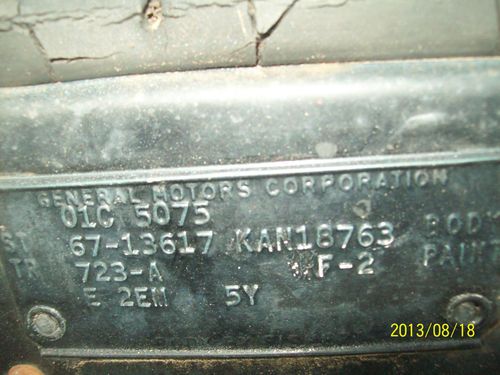 GENERAL MOTORS CORPORATION
01C 5075
ST 67-13617 KAN18763 BODY
TR 723-A F-2 PAINT
E 2EM 5Y
2013/08/18